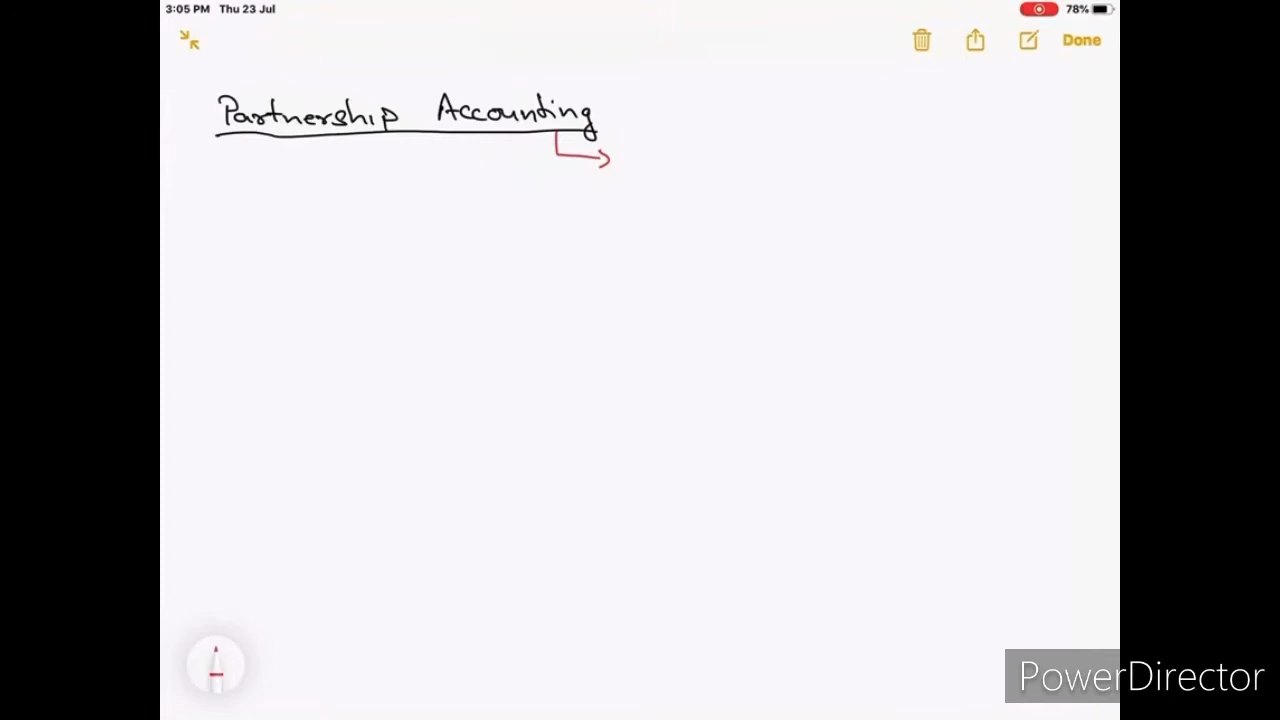 3:05 PM Thu 23 Jul
78%
Done
Partnership Accounting
PowerDirector